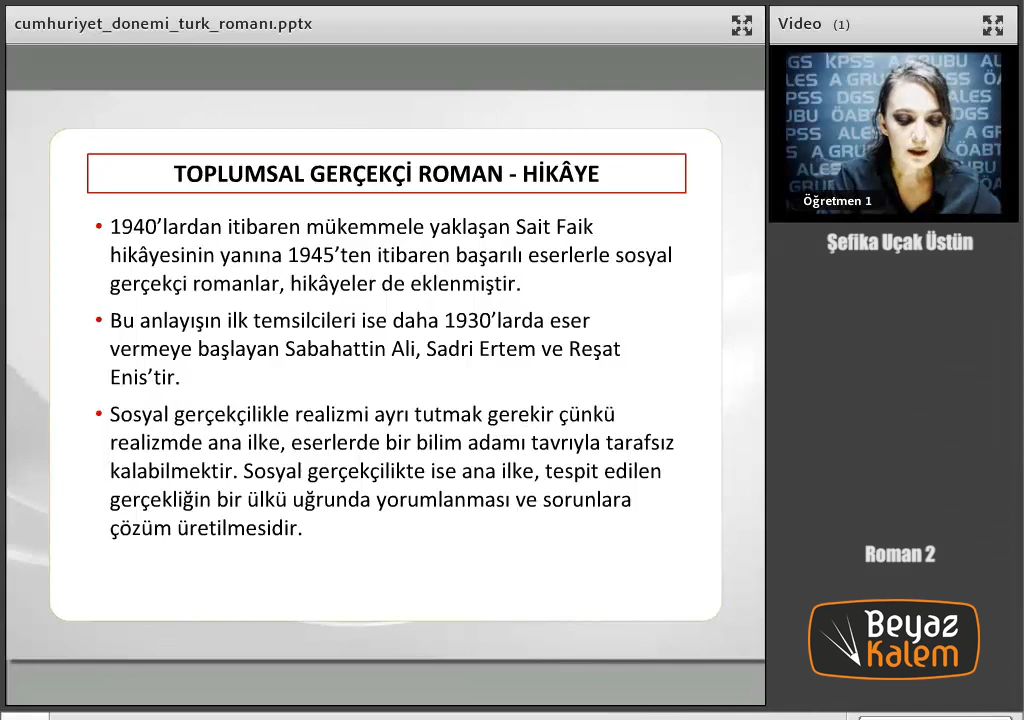 cumhuriyet_donemi_turk_romanı.pptx
Video (1)
TOPLUMSAL GERÇEKÇİ ROMAN - HİKÂYE
• 1940’lardan itibaren mükemmele yaklaşan Sait Faik
hikâyesinin yanına 1945’ten itibaren başarılı eserlerle sosyal
gerçekçi romanlar, hikâyeler de eklenmiştir.
• Bu anlayışın ilk temsilcileri ise daha 1930’larda eser
vermeye başlayan Sabahattin Ali, Sadri Ertem ve Reşat
Enis’tir.
• Sosyal gerçekçilikle realizmi ayrı tutmak gerekir çünkü
realizmde ana ilke, eserlerde bir bilim adamı tavrıyla tarafsız
kalabilmektir. Sosyal gerçekçilikte ise ana ilke, tespit edilen
gerçekliğin bir ülkü uğrunda yorumlanması ve sorunlara
çözüm üretilmesidir.
Öğretmen 1
Şefika Uçak Üstün
Roman 2
Beyaz
Kalem